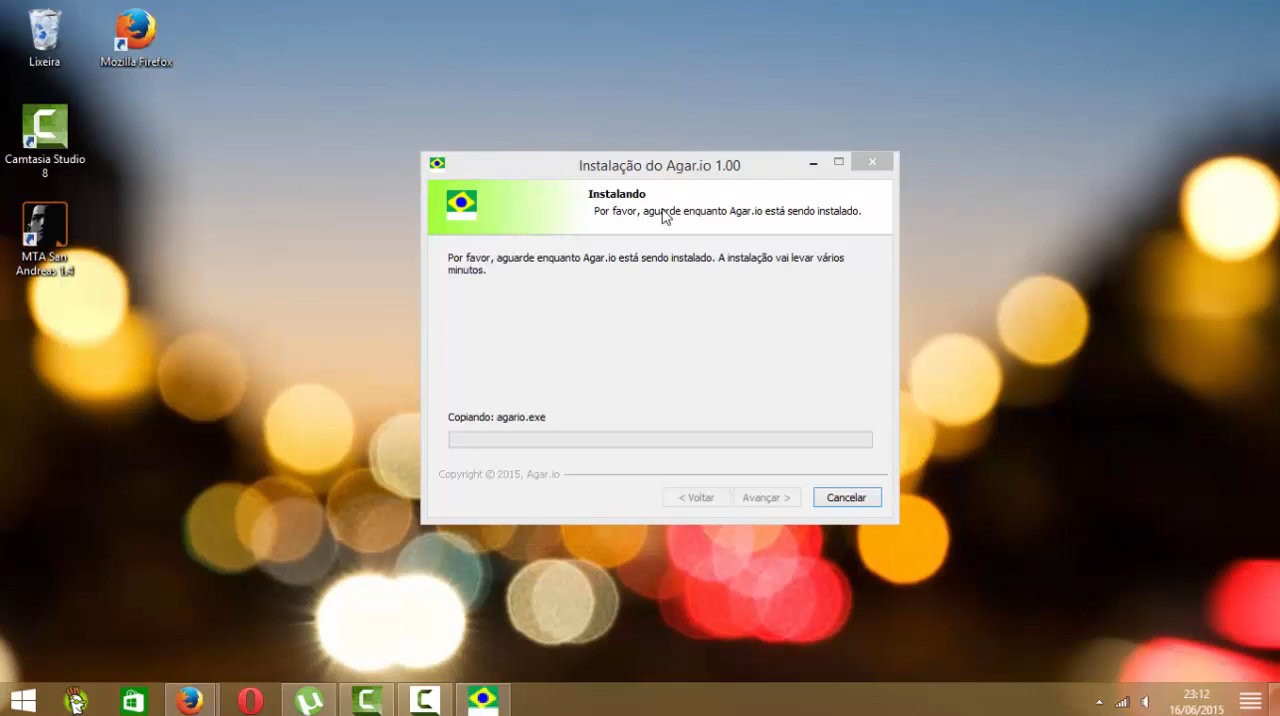 Lixeira
Mozilla Firefox
Camtasia Studio
8
MTA San
Andreas 1.4
Instalação do Agar.io 1.00
Instalando
Por favor, aguarde enquanto Agar.io está sendo instalado.
Por favor, aguarde enquanto Agar.io está sendo instalado. A instalação vai levar vários
minutos.
Copiando: agario.exe
Copyright © 2015, Agar.io
< Voltar
Avançar >
Cancelar
23:12
16/06/2015